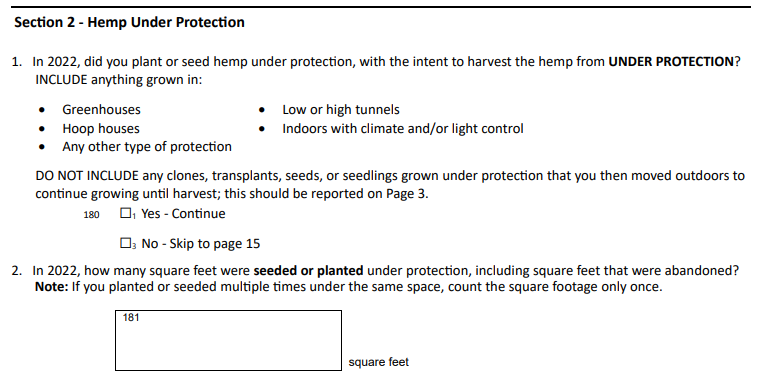 Section 2 - Hemp Under Protection
1. In 2022, did you plant or seed hemp under protection, with the intent to harvest the hemp from UNDER PROTECTION?
INCLUDE anything grown in:
• Greenhouses
• Hoop houses
• Any other type of protection
• Low or high tunnels
• Indoors with climate and/or light control
DO NOT INCLUDE any clones, transplants, seeds, or seedlings grown under protection that you then moved outdoors to
continue growing until harvest; this should be reported on Page 3.
180 ☐1 Yes - Continue
☐3 No - Skip to page 15
2. In 2022, how many square feet were seeded or planted under protection, including square feet that were abandoned?
Note: If you planted or seeded multiple times under the same space, count the square footage only once.
181
square feet